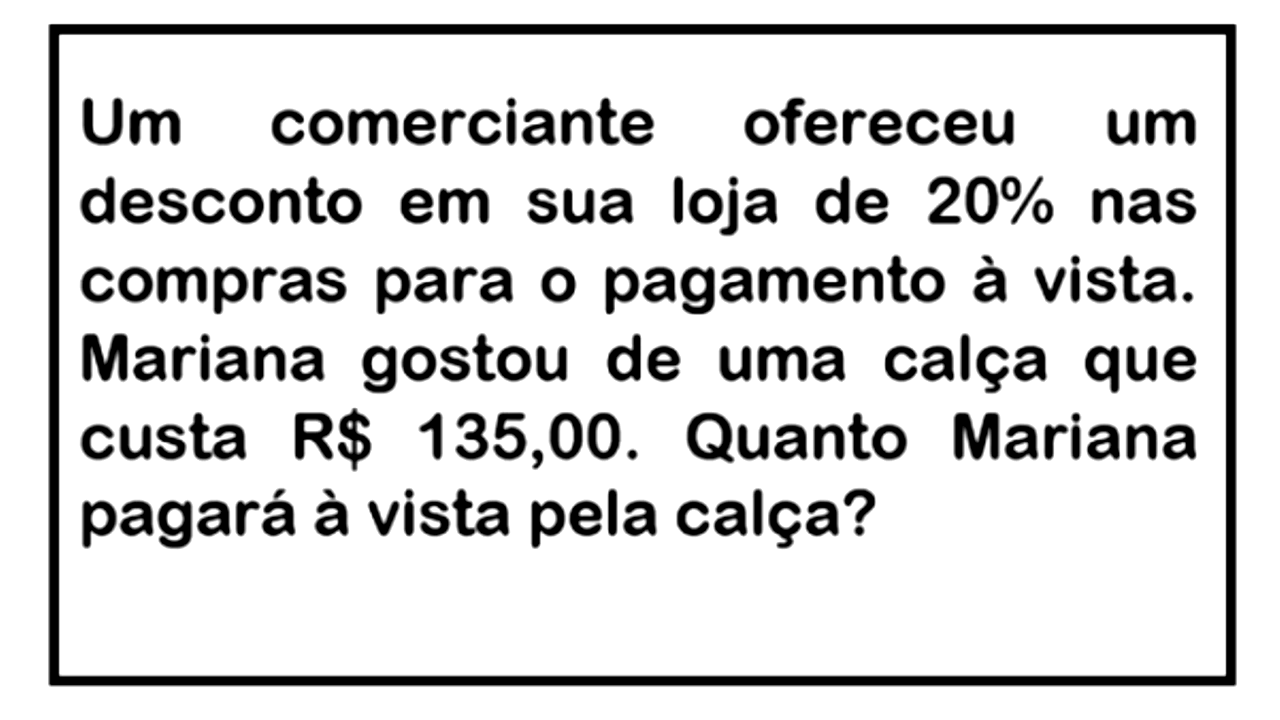 Um comerciante ofereceu um
desconto em sua loja de 20% nas
compras para o pagamento à vista.
Mariana gostou de uma calça que
custa R$ 135,00. Quanto Mariana
pagará à vista pela calça?